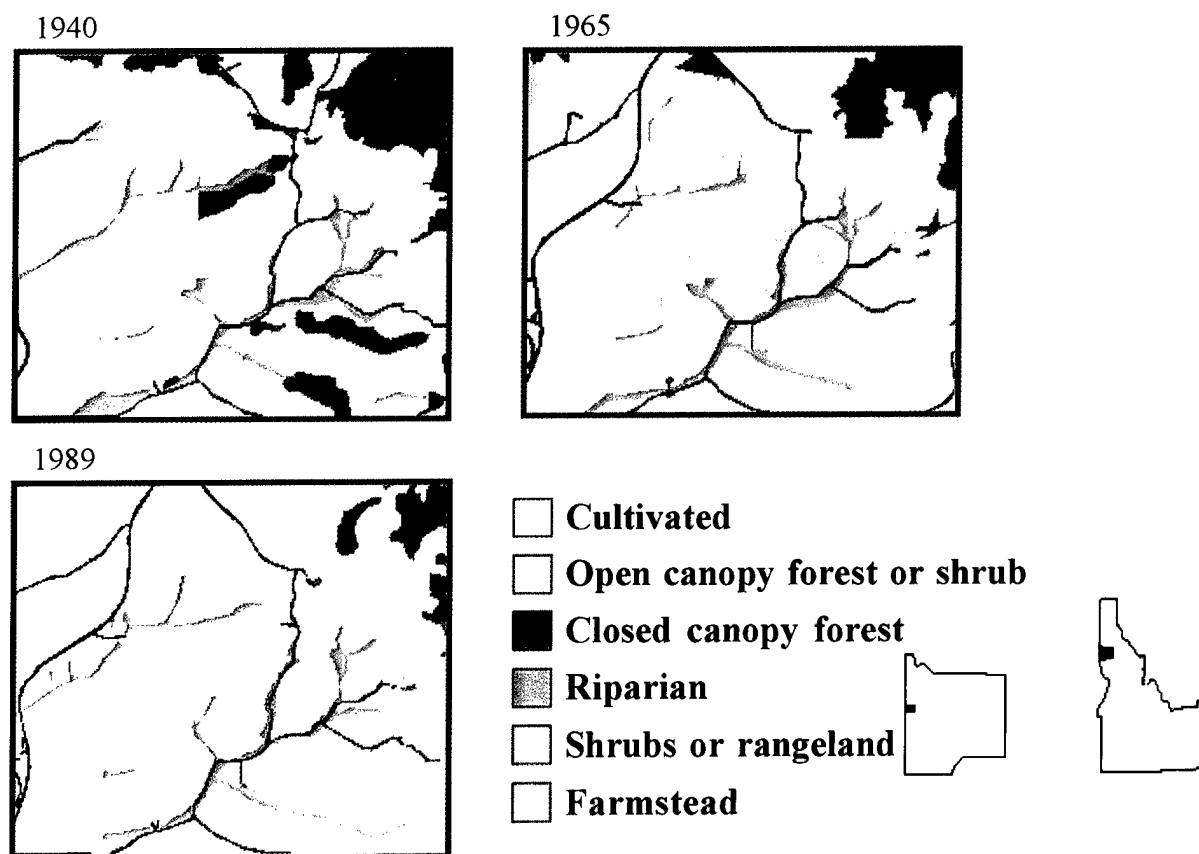 1940
1965
1989
Cultivated
Open canopy forest or shrub
Closed canopy forest
Riparian
Shrubs or rangeland
Farmstead